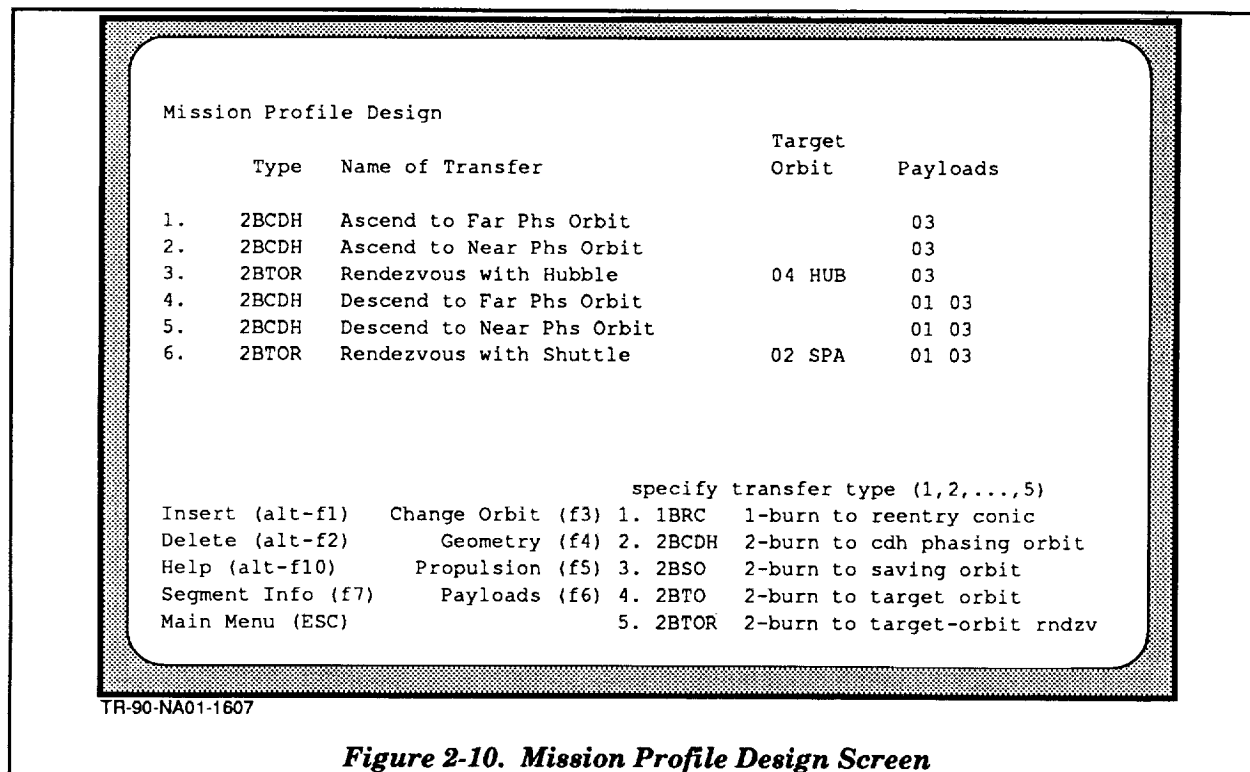 Mission Profile Design
Target
Type Name of Transfer Orbit Payloads
1. 2BCDH Ascend to Far Phs Orbit 03
2. 2BCDH Ascend to Near Phs Orbit 03
3. 2BTOR Rendezvous with Hubble 04 HUB 03
4. 2BCDH Descend to Far Phs Orbit 01 03
5. 2BCDH Descend to Near Phs Orbit 01 03
6. 2BTOR Rendezvous with Shuttle 02 SPA 01 03
specify transfer type (1,2,...,5)
Insert (alt-f1) Change Orbit (f3) 1. 1BRC 1-burn to reentry conic
Delete (alt-f2) Geometry (f4) 2. 2BCDH 2-burn to cdh phasing orbit
Help (alt-f10) Propulsion (f5) 3. 2BSO 2-burn to saving orbit
Segment Info (f7) Payloads (f6) 4. 2BTO 2-burn to target orbit
Main Menu (ESC) 5. 2BTOR 2-burn to target-orbit rndzv
TR-90-NA01-1607
Figure 2-10. Mission Profile Design Screen